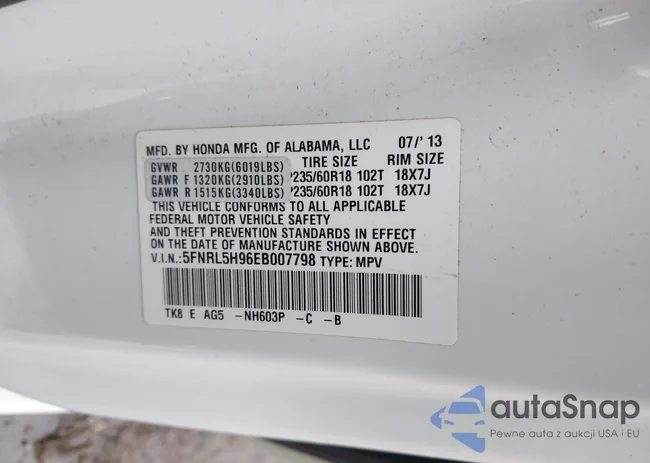 MFD. BY HONDA MFG. OF ALABAMA, LLC 07/'13
TIRE SIZE RIM SIZE
GVWR 2730KG(6019LBS)
GAWR F 1320KG(2910LBS) P235/60R18 102T 18X7J
GAWR R 1515KG(3340LBS) P235/60R18 102T 18X7J
THIS VEHICLE CONFORMS TO ALL APPLICABLE
FEDERAL MOTOR VEHICLE SAFETY
AND THEFT PREVENTION STANDARDS IN EFFECT
ON THE DATE OF MANUFACTURE SHOWN ABOVE.
V.I.N.:5FNRL5H96EB007798 TYPE: MPV
TK8 E AG5 -NH603P -C -B
autaSnap
Pewne auta z aukcji USA i EU